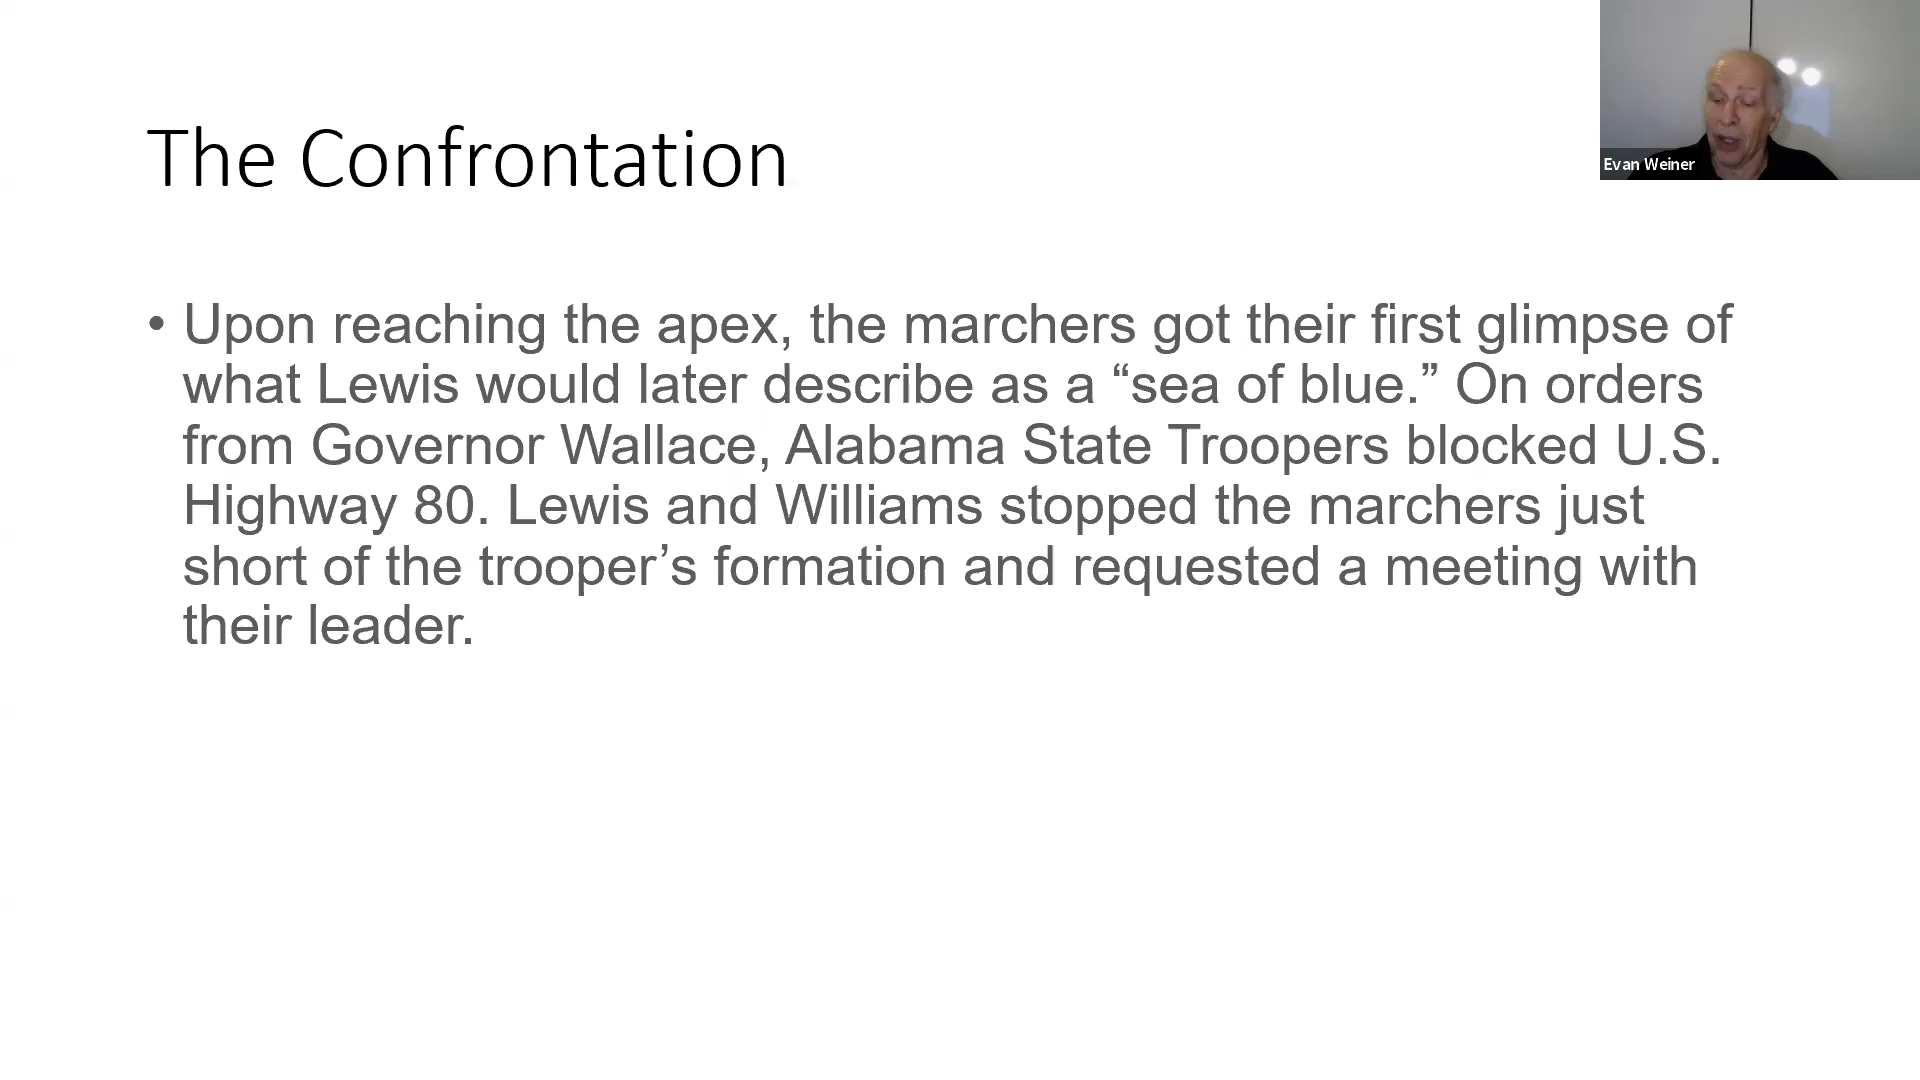 The Confrontation
Evan Weiner
• Upon reaching the apex, the marchers got their first glimpse of
what Lewis would later describe as a “sea of blue.” On orders
from Governor Wallace, Alabama State Troopers blocked U.S.
Highway 80. Lewis and Williams stopped the marchers just
short of the trooper’s formation and requested a meeting with
their leader.